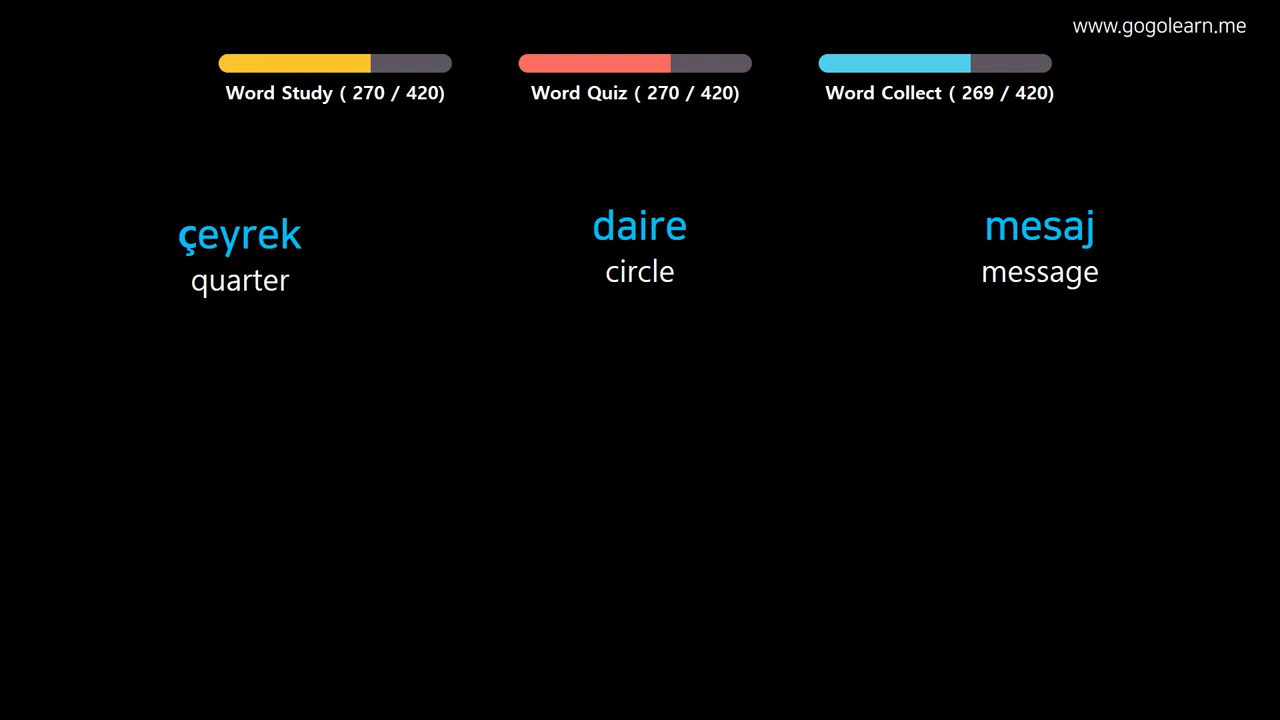 www.gogolearn.me
Word Study ( 270 / 420)
Word Quiz ( 270 / 420)
Word Collect ( 269 / 420)
çeyrek
quarter
daire
circle
mesaj
message